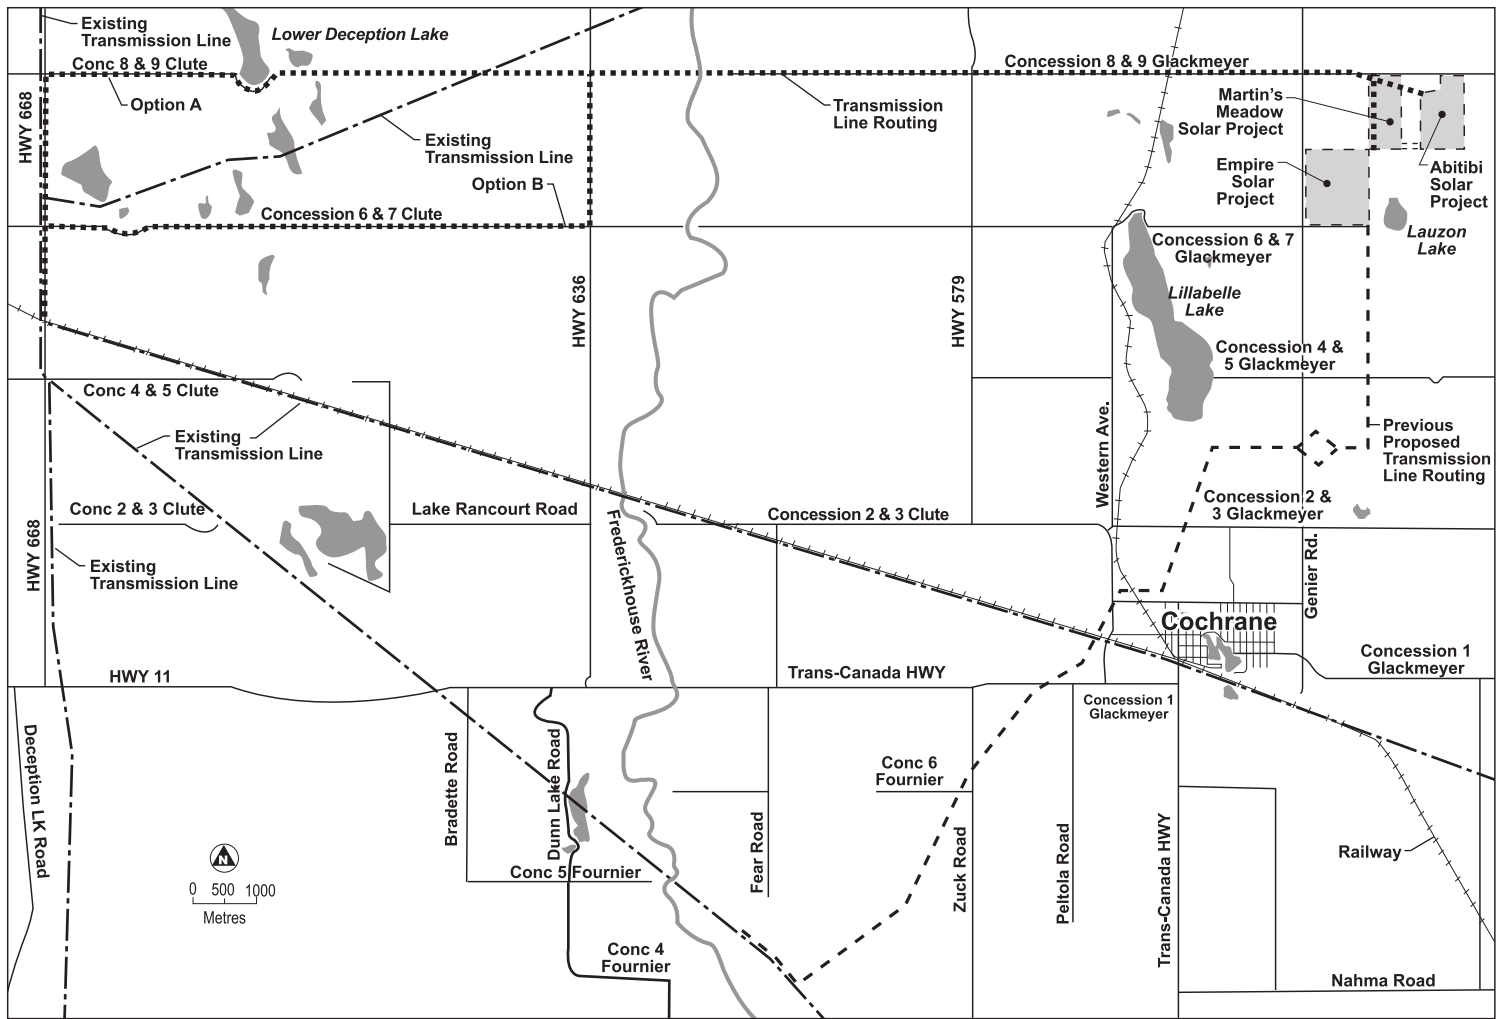 Existing
Transmission Line
Lower Deception Lake
Conc 8 & 9 Clute
Concession 8 & 9 Glackmeyer
Option A
HWY 668
Transmission
Line Routing
Martin's
Meadow
Solar Project
Existing
Transmission Line
Option B
Empire
Solar
Project
Abitibi
Solar
Project
Concession 6 & 7 Clute
Lauzon
Lake
Concession 6 & 7
Glackmeyer
HWY 636
HWY 579
Lillabelle
Lake
Concession 4 &
5 Glackmeyer
Conc 4 & 5 Clute
Existing
Transmission Line
Western Ave.
Previous
Proposed
Transmission
Line Routing
Conc 2 & 3 Clute
Lake Rancourt Road
Concession 2 & 3 Clute
Concession 2 &
3 Glackmeyer
HWY 668
Existing
Transmission Line
Frederickhouse River
Genier Rd.
Cochrane
HWY 11
Trans-Canada HWY
Concession 1
Glackmeyer
Concession 1
Glackmeyer
Deception LK Road
Bradette Road
Dunn Lake Road
Conc 6
Fournier
Fear Road
Zuck Road
Peltola Road
Trans-Canada HWY
Railway
N
0 500 1000
Metres
Conc 5 Fournier
Conc 4
Fournier
Nahma Road